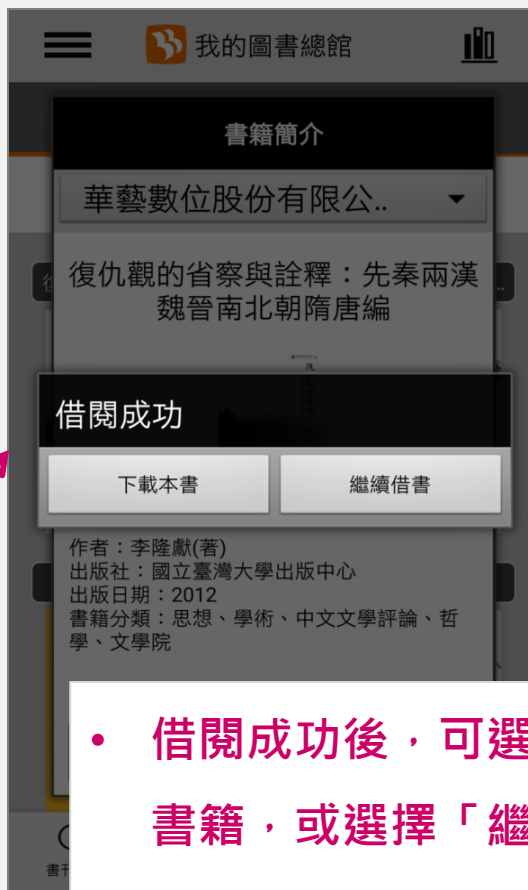 我的圖書總館
書籍簡介
華藝數位股份有限公..
復仇觀的省察與詮釋：先秦兩漢
魏晉南北朝隋唐編
借閱成功
下載本書
繼續借書
作者：李隆獻(著)
出版社：國立臺灣大學出版中心
出版日期：2012
書籍分類：思想、學術、中文文學評論、哲
學、文學院
• 借閱成功後，可選
書籍，或選擇「繼
書